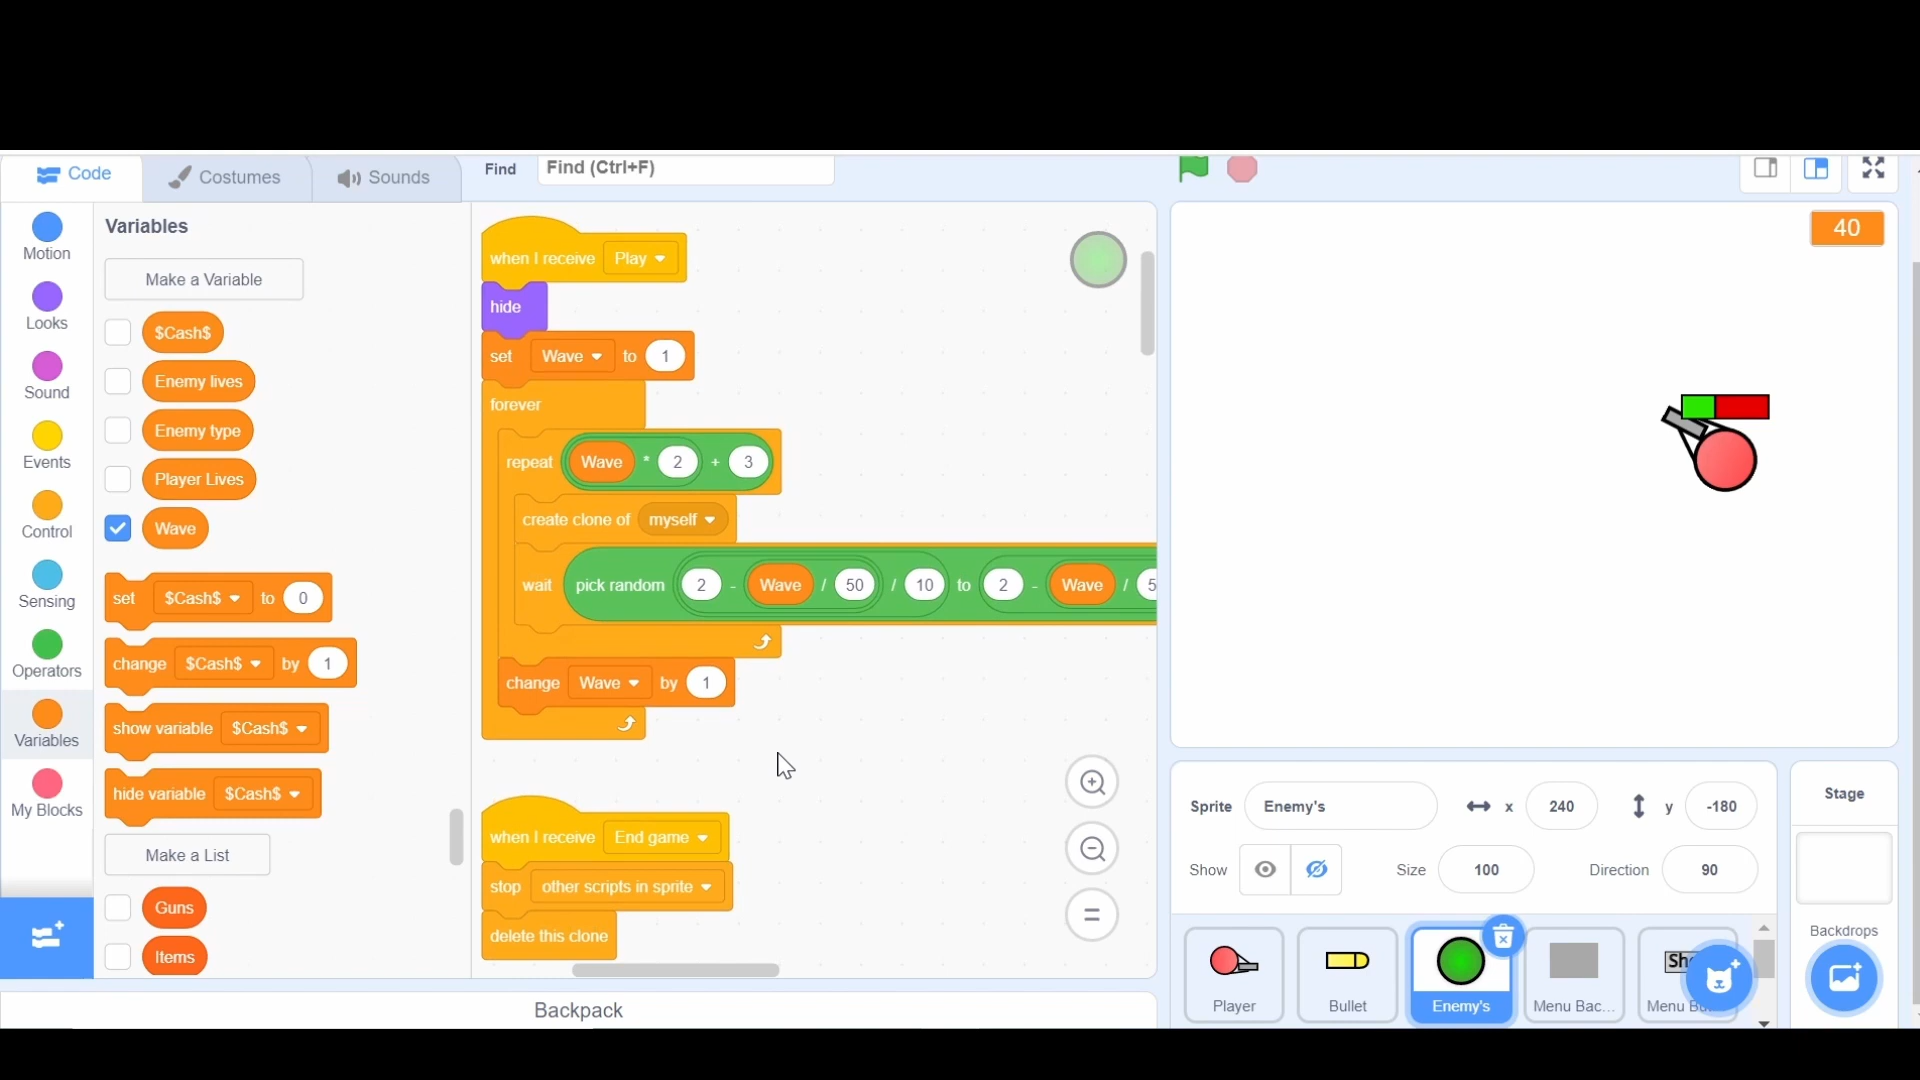 Code
Costumes
Sounds
Find
Find (Ctrl+F)
Motion
Looks
Sound
Events
Control
Sensing
Operators
Variables
My Blocks
Variables
Make a Variable
$Cash$
Enemy lives
Enemy type
Player Lives
Wave
set $Cash$ to 0
change $Cash$ by 1
show variable $Cash$
hide variable $Cash$
Make a List
Guns
Items
when I receive Play
hide
set Wave to 1
forever
repeat Wave * 2 + 3
create clone of myself
wait pick random 2 - Wave / 50 / 10 to 2 - Wave / 5
change Wave by 1
when I receive End game
stop other scripts in sprite
delete this clone
Backpack
40
Sprite Enemy's x 240 y -180
Show Size 100 Direction 90
Player
Bullet
Enemy's
Menu Bac...
Menu B
Stage
Backdrops